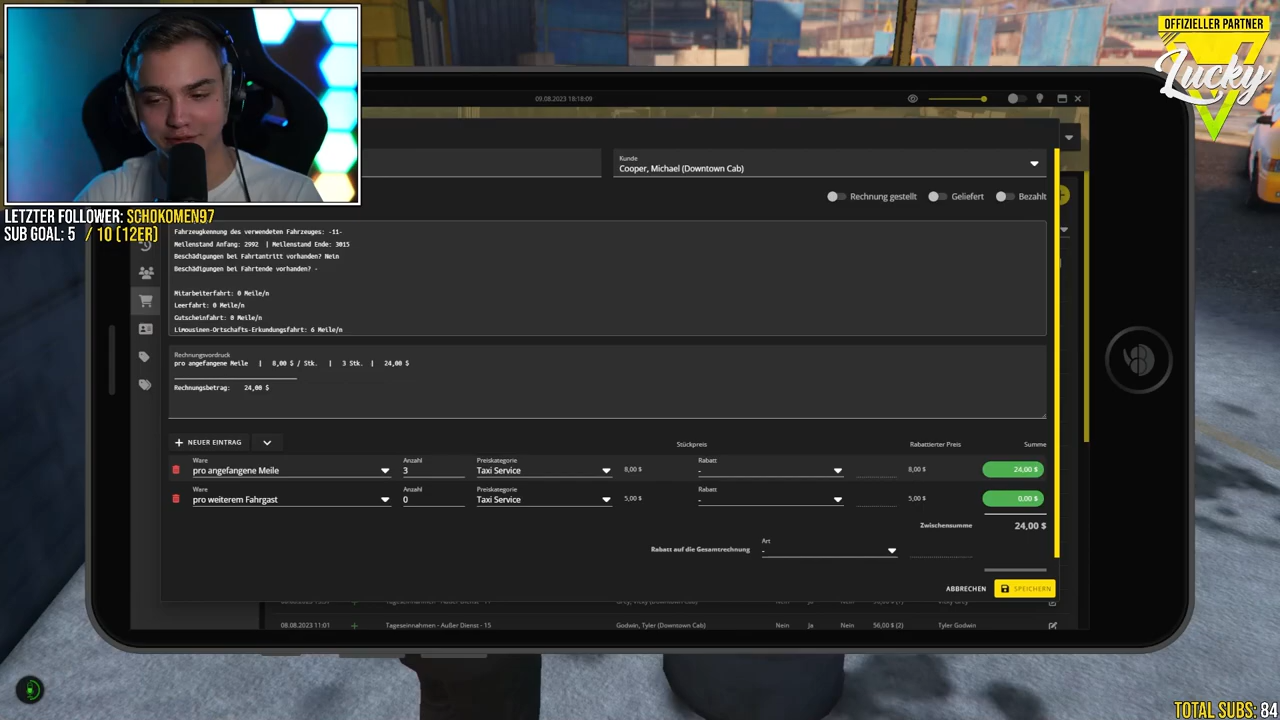 OFFIZIELLER PARTNER
Lucky
V
09.08.2023 18:18:09
Kunde
Cooper, Michael (Downtown Cab)
Rechnung gestellt
Geliefert
Bezahlt
LETZTER FOLLOWER: SCHOKOMEN97
SUB GOAL: 5 / 10 (12ER)
Fahrzeugkennung des verwendeten Fahrzeuges: -11-
Meilenstand Anfang: 2992 | Meilenstand Ende: 3015
Beschädigungen bei Fahrtantritt vorhanden? Nein
Beschädigungen bei Fahrtende vorhanden? -
Mitarbeiterfahrt: 0 Meile/n
Leerfahrt: 0 Meile/n
Gutscheinfahrt: 0 Meile/n
Limousinen-Ortschafts-Erkundungsfahrt: 6 Meile/n
Rechnungsvordruck
pro angefangene Meile | 8,00 $ / Stk. | 3 Stk. | 24,00 $
Rechnungsbetrag: 24,00 $
NEUER EINTRAG
Stückpreis Rabattierter Preis Summe
Ware Anzahl Preiskategorie Rabatt
pro angefangene Meile 3 Taxi Service 8,00 $ - 8,00 $ 24,00 $
Ware Anzahl Preiskategorie Rabatt
pro weiterem Fahrgast 0 Taxi Service 5,00 $ - 5,00 $ 0,00 $
Zwischensumme 24,00 $
Art
Rabatt auf die Gesamtrechnung -
ABBRECHEN SPEICHERN
08.08.2023 11:01 Tageseinnahmen - Außer Dienst - 15 Godwin, Tyler (Downtown Cab) Nein Ja Nein 56,00 $ (2) Tyler Godwin
TOTAL SUBS: 84